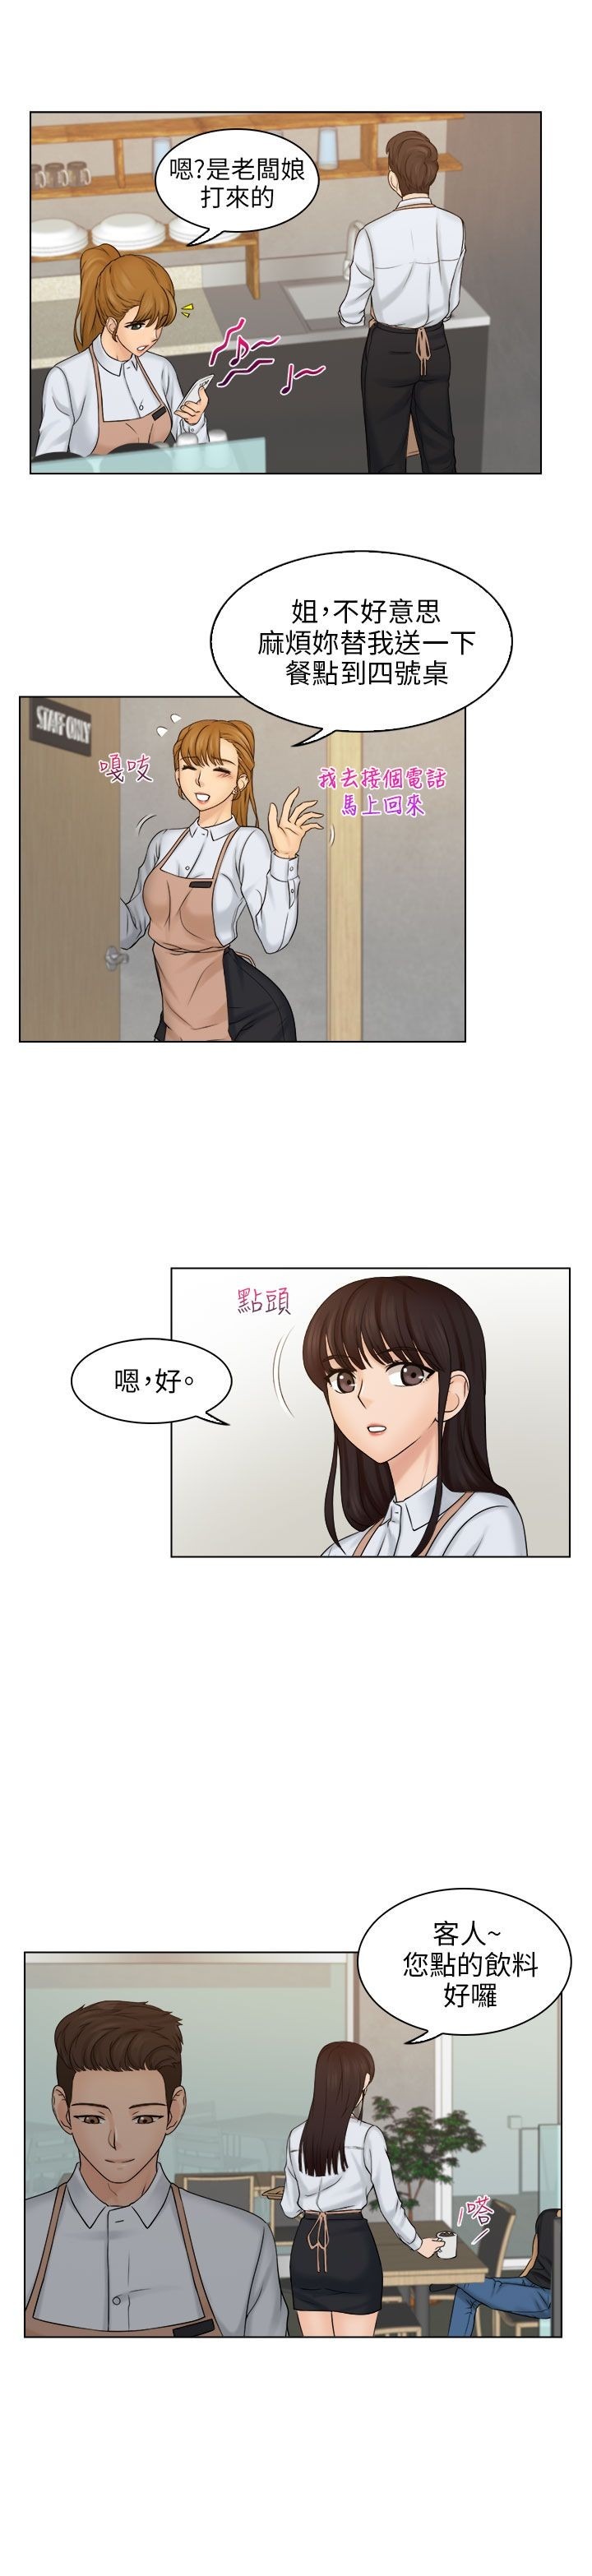 嗯?是老闆娘
打來的
姐，不好意思
麻煩妳替我送一下
餐點到四號桌
STAFF ONLY
嘎吱
我去接個電話
馬上回來
點頭
嗯，好。
客人~
您點的飲料
好囉
嗒